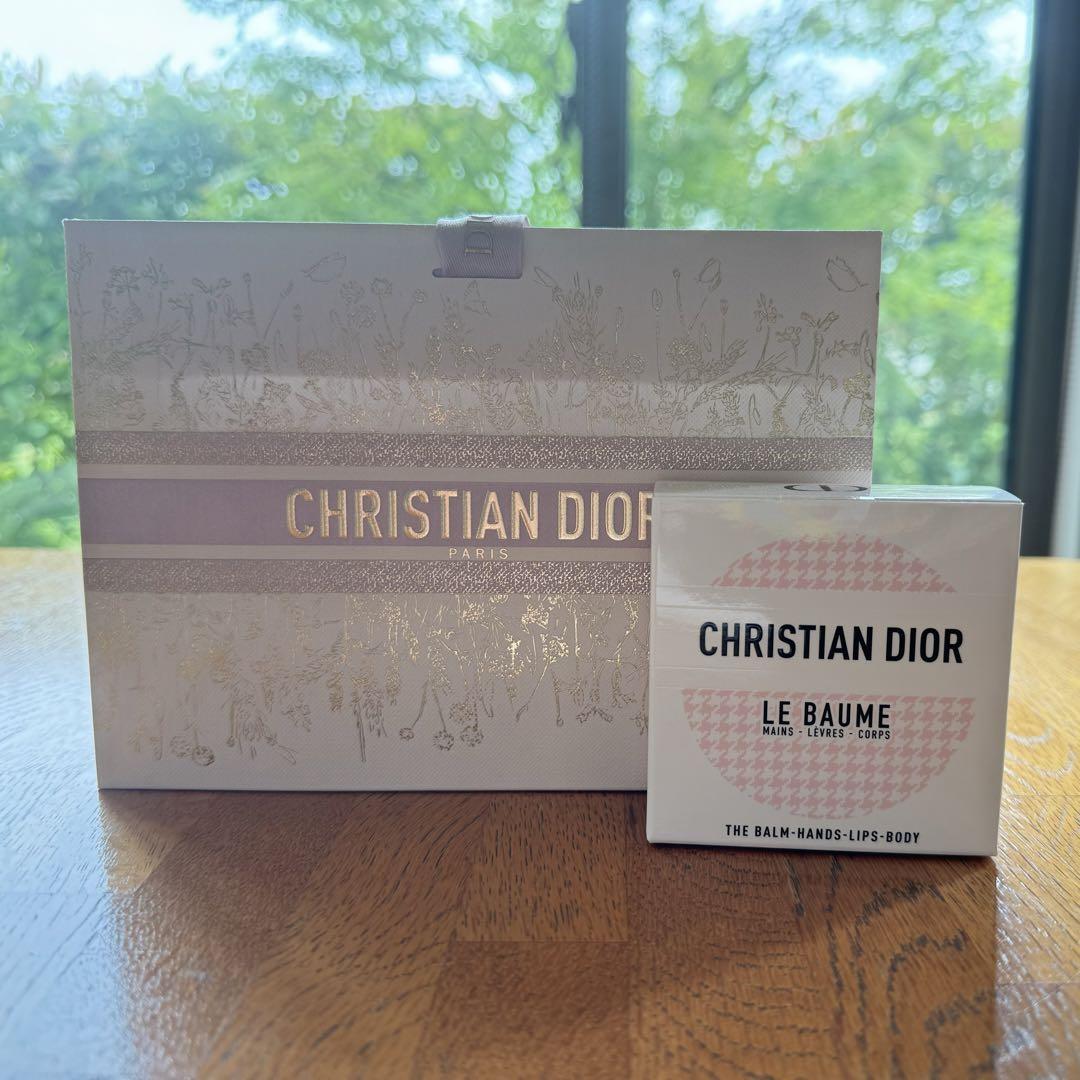 D
CHRISTIAN DIOR
PARIS
CHRISTIAN DIOR
LE BAUME
MAINS - LÈVRES - CORPS
THE BALM-HANDS-LIPS-BODY